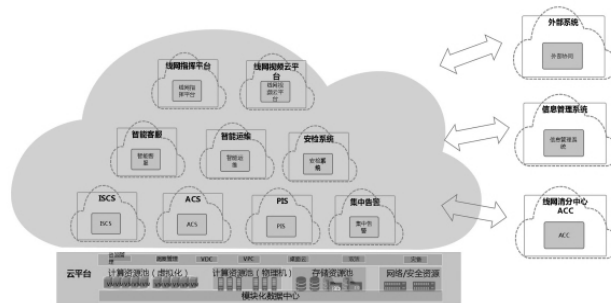 线网指挥平台
线网指
挥平台
线网视频云平
台
线网视
频云平台
外部系统
外部协同
智能客服
智能客
服
智能运维
智能运
维
安检系统
信息管理系统
信息管理系
统
ISCS
ISCS
ACS
ACS
PIS
PIS
集中告警
集中告
警
线网清分中心
ACC
ACC
云平台
VDC
VPC
计算资源池（虚拟化）
计算资源池（物理机）
存储资源池
网络/安全资源
模块化数据中心